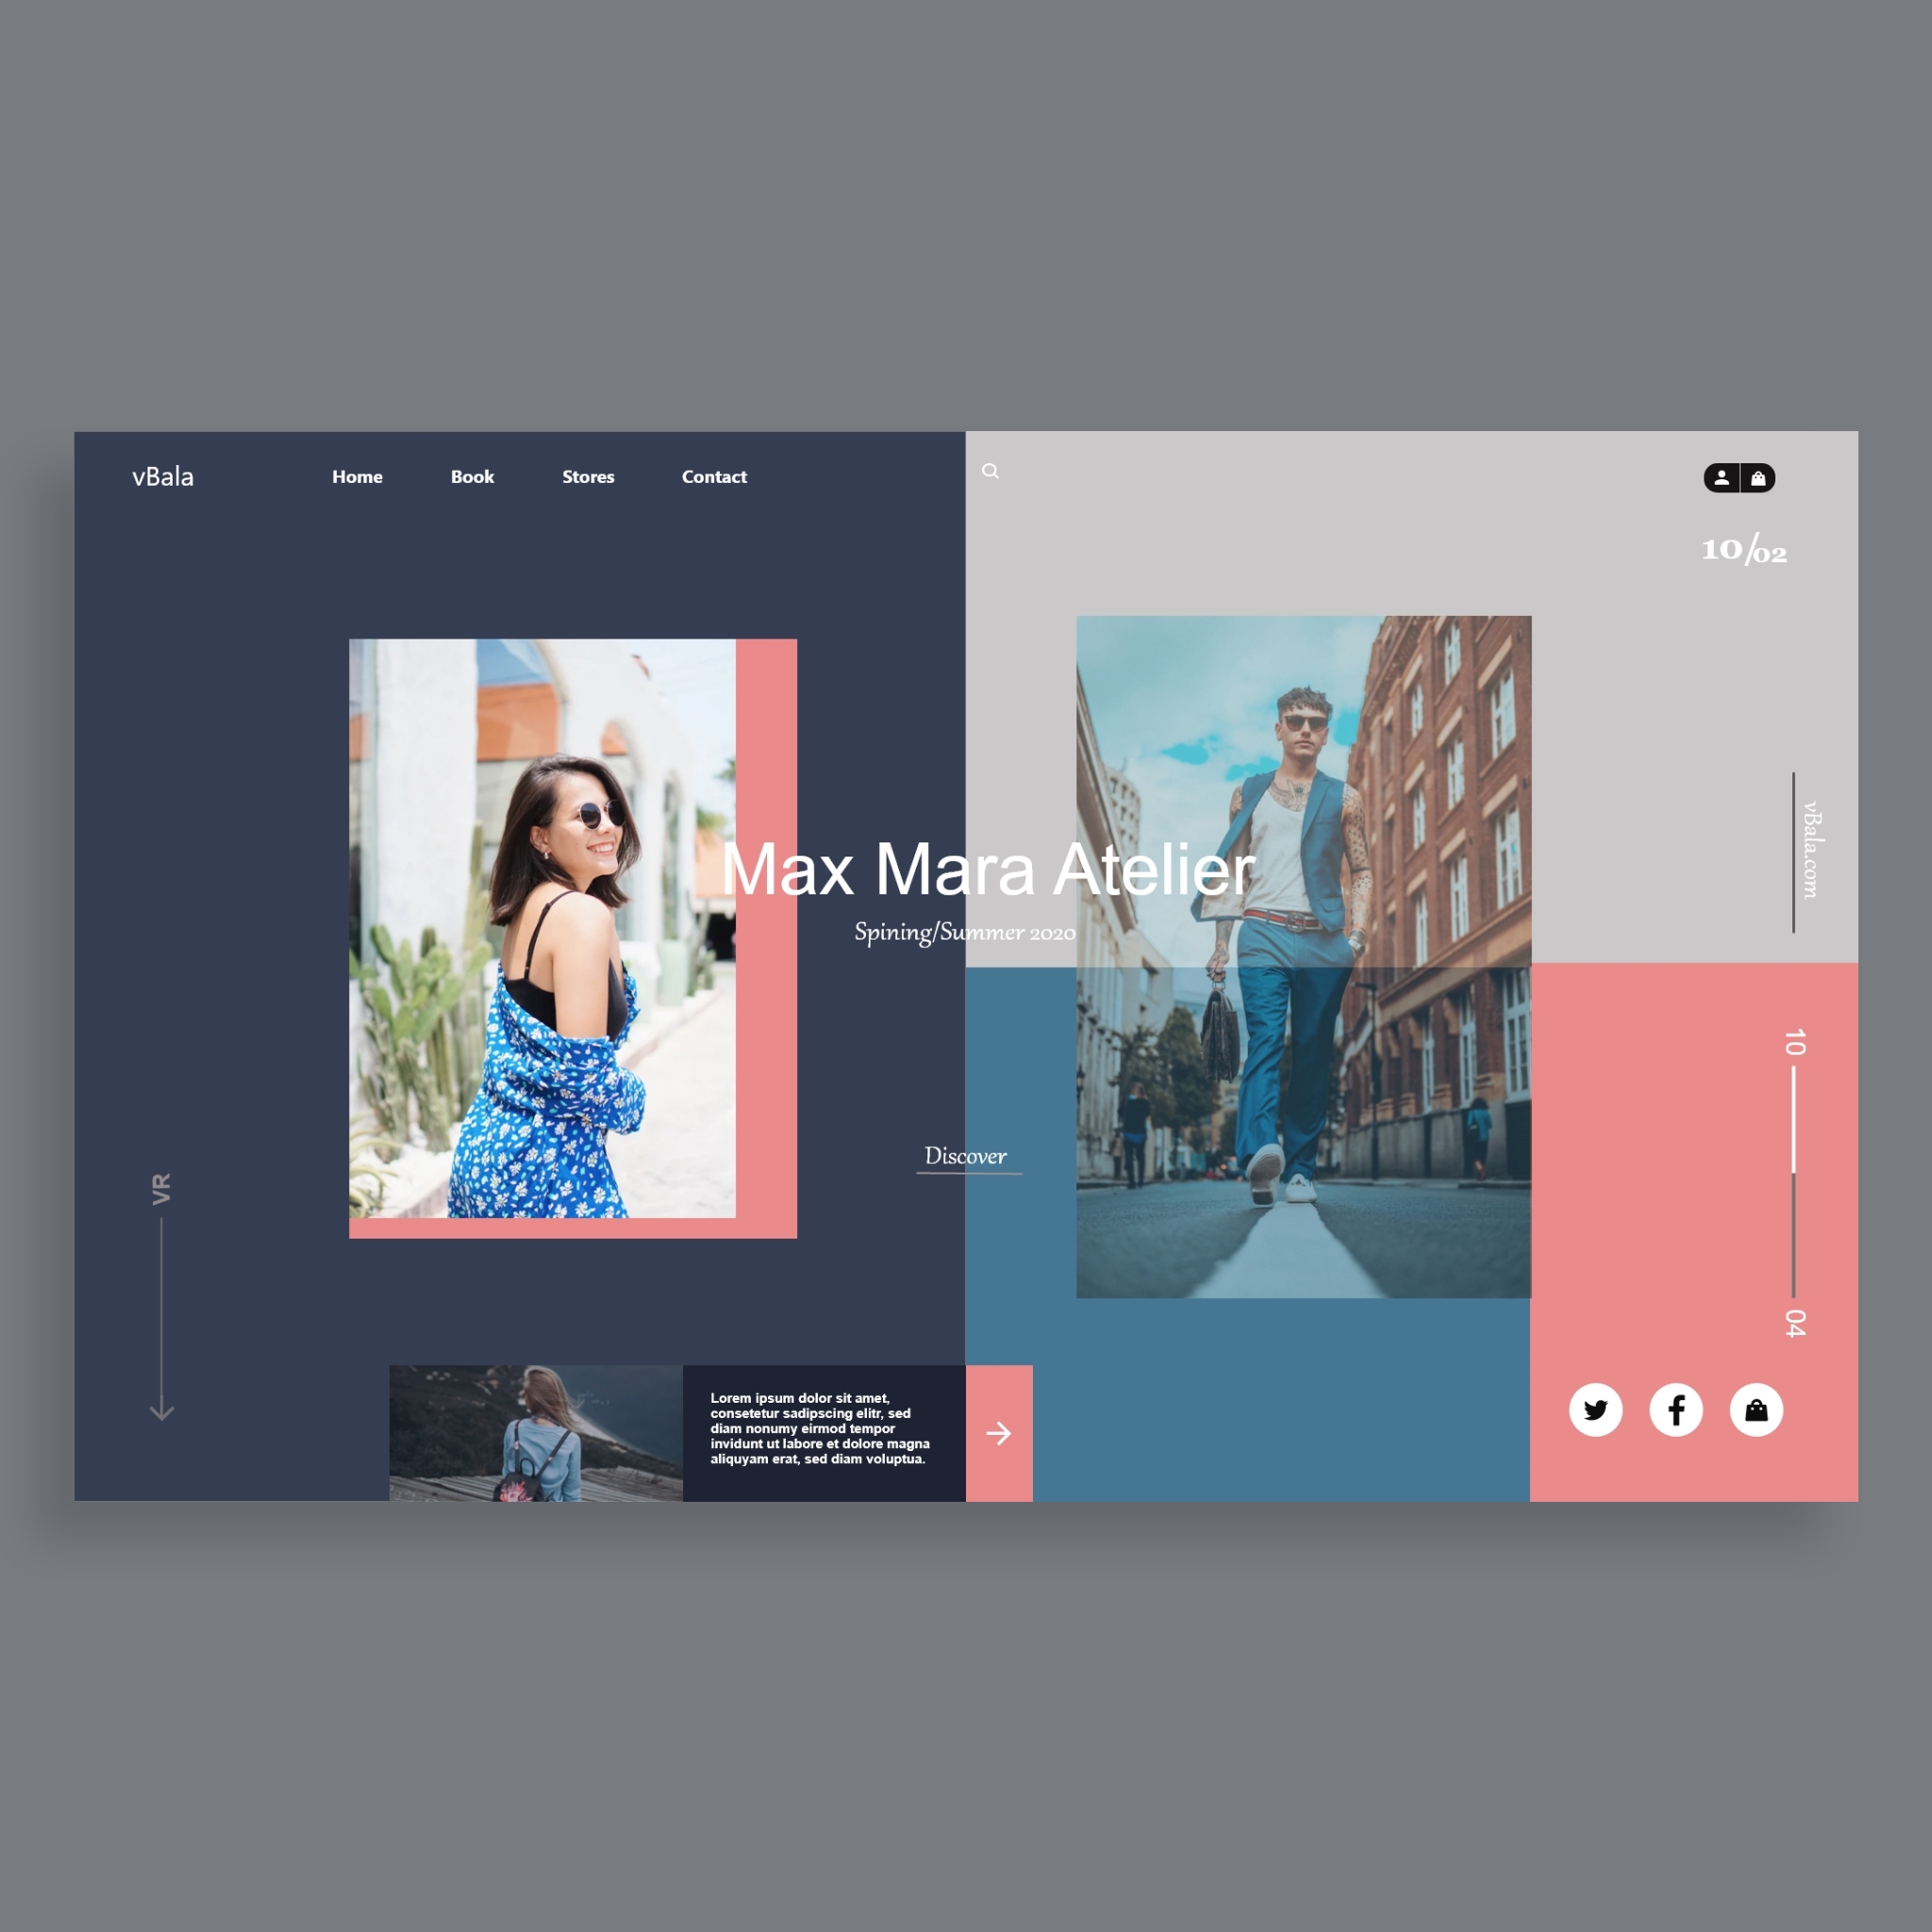 vBala
Home Book Stores Contact
10/02
Max Mara Atelier
Spining/Summer 2020
vBala.com
10
Discover
VR
04
Lorem ipsum dolor sit amet,
consetetur sadipscing elitr, sed
diam nonumy eirmod tempor
invidunt ut labore et dolore magna
aliquyam erat, sed diam voluptua.